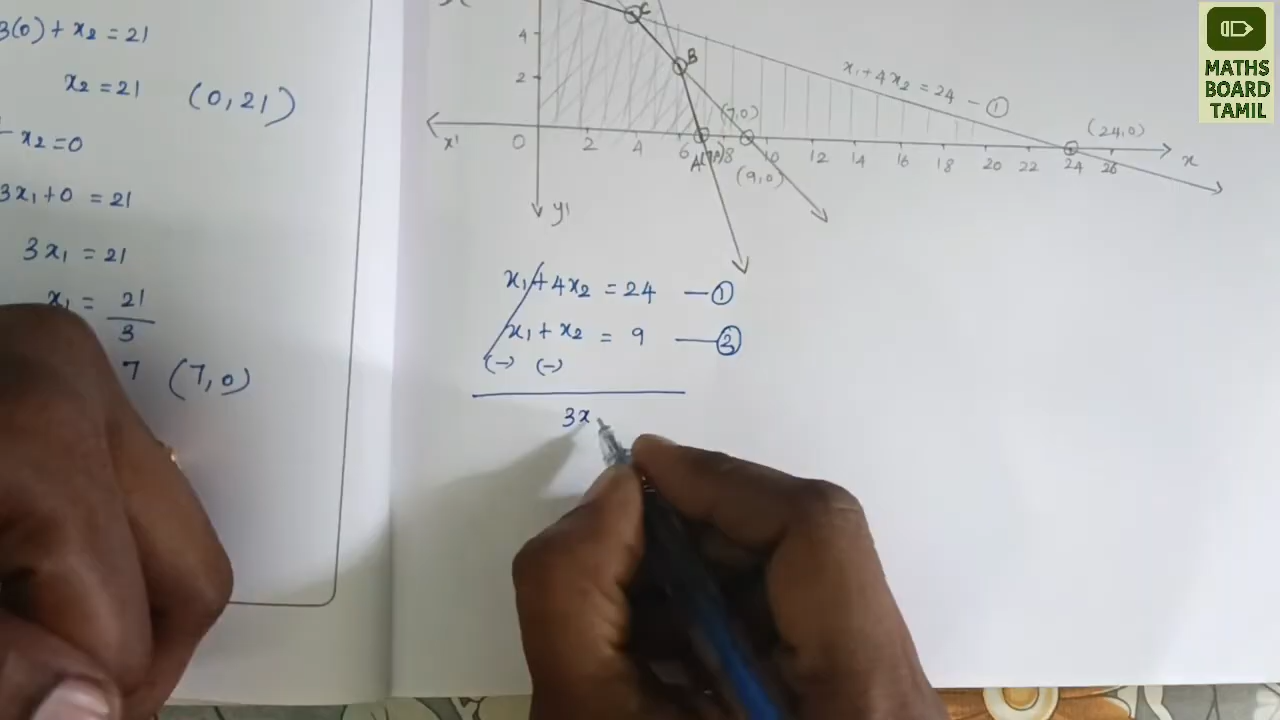 3(0) + x₂ = 21
x₂ = 21 (0, 21)
x₂ = 0
3x₁ + 0 = 21
3x₁ = 21
x₁ = 21/3
7 (7, 0)
C
4
B
2
x₁ + 4x₂ = 24 – ①
(7, 0)
(24, 0)
x' 0 2 4 6 8 10 12 14 16 18 20 22 24 26 x
A
(9, 0)
y'
x₁ + 4x₂ = 24 — ①
x₁ + x₂ = 9 — ②
(–) (–)
3x
MATHS
BOARD
TAMIL